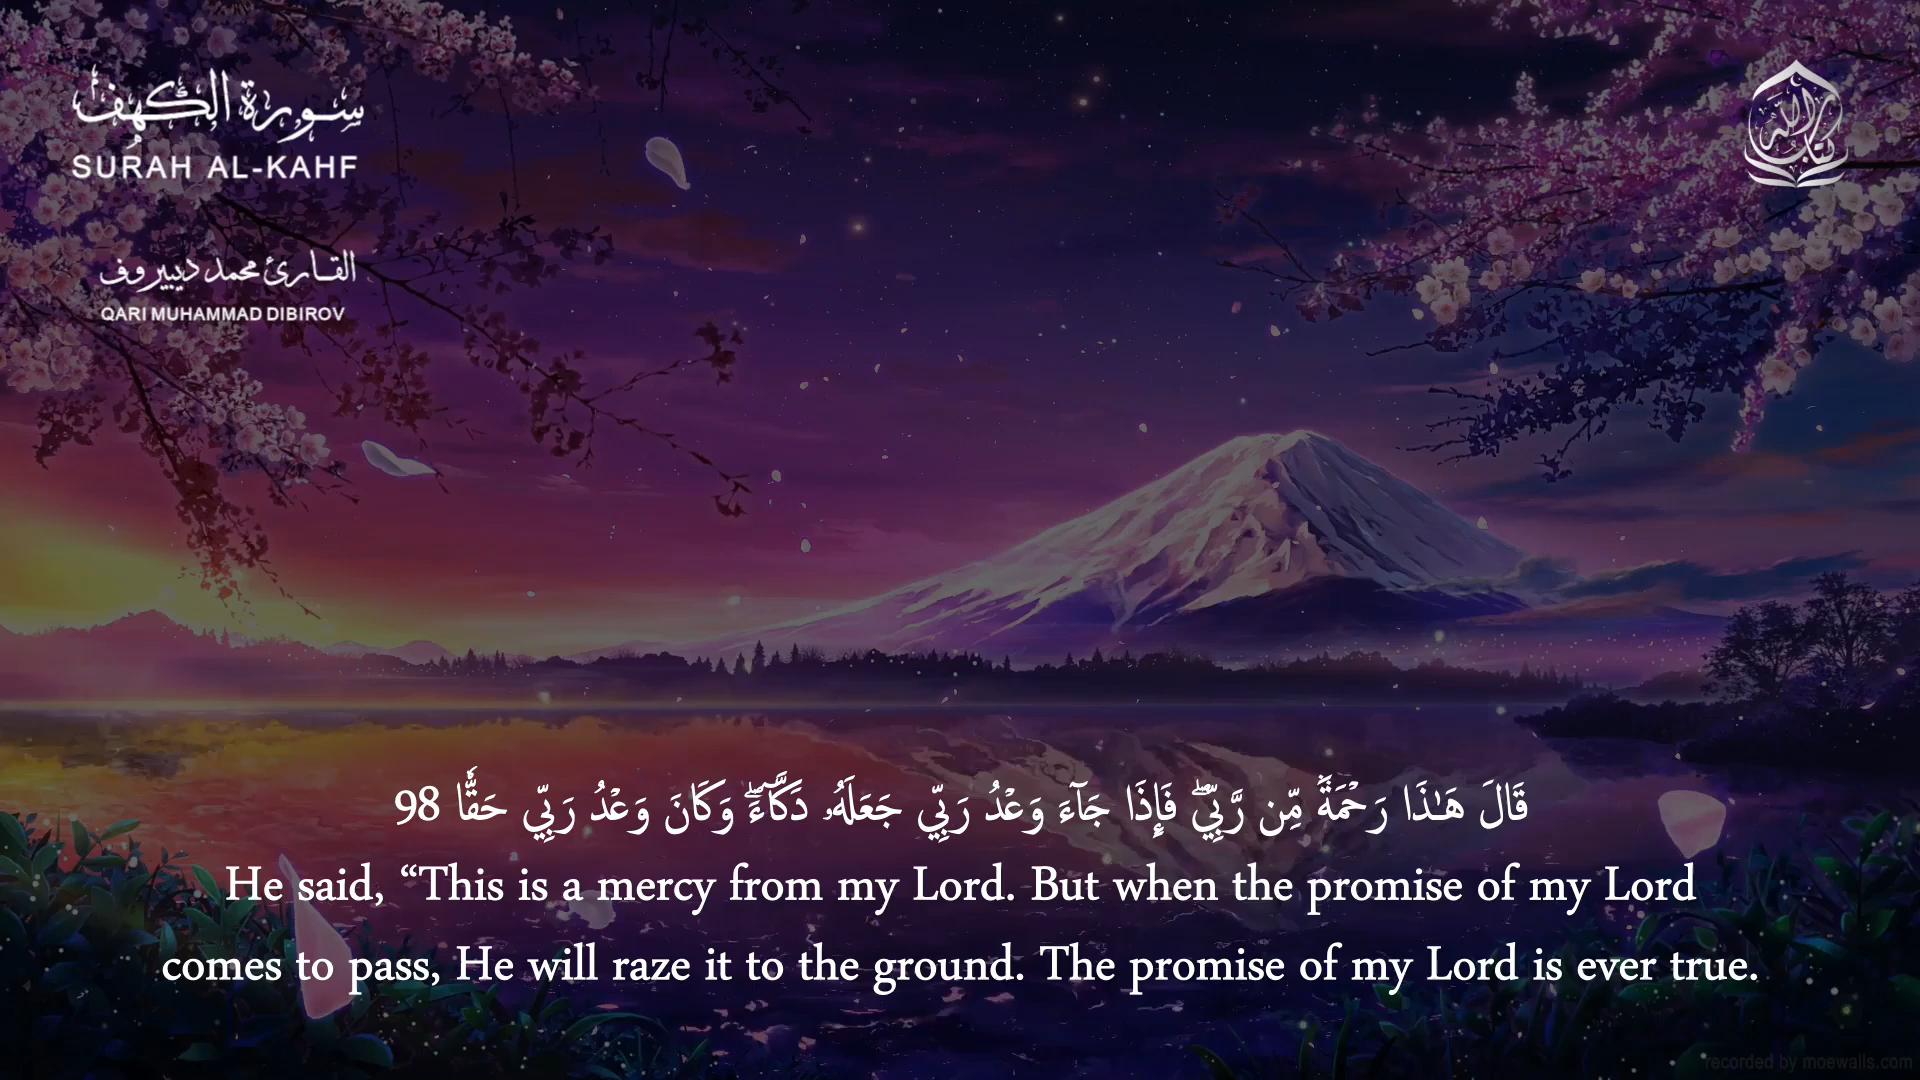 سورة الكهف
SURAH AL-KAHF
القارئ محمد ديبيروف
QARI MUHAMMAD DIBIROV
كتاب الله
قَالَ هَـٰذَا رَحْمَةٌ مِّن رَّبِّي ۖ فَإِذَا جَآءَ وَعْدُ رَبِّي جَعَلَهُۥ دَكَّآءَ ۖ وَكَانَ وَعْدُ رَبِّي حَقًّا 98
He said, “This is a mercy from my Lord. But when the promise of my Lord
comes to pass, He will raze it to the ground. The promise of my Lord is ever true.
recorded by moewalls.com